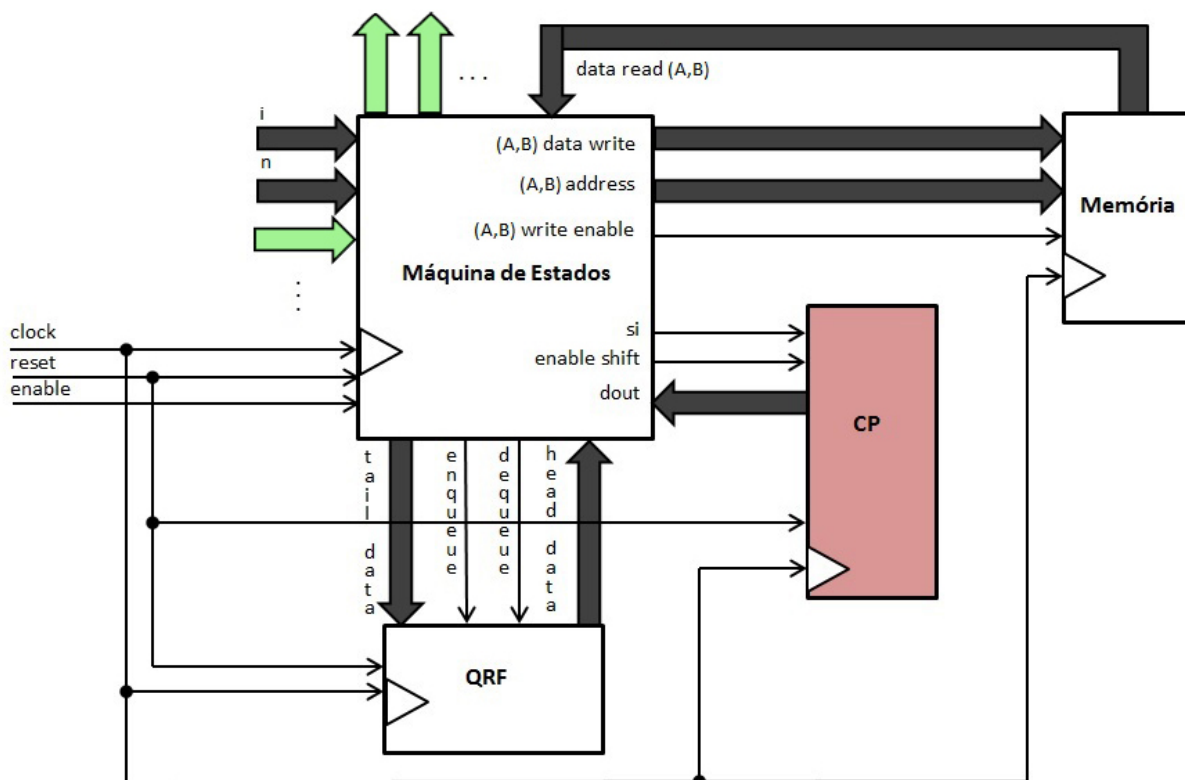 . . .
data read (A,B)
i
n
(A,B) data write
(A,B) address
(A,B) write enable
Máquina de Estados
Memória
clock
reset
enable
si
enable shift
dout
CP
tail data
enqueue
dequeue
head data
QRF